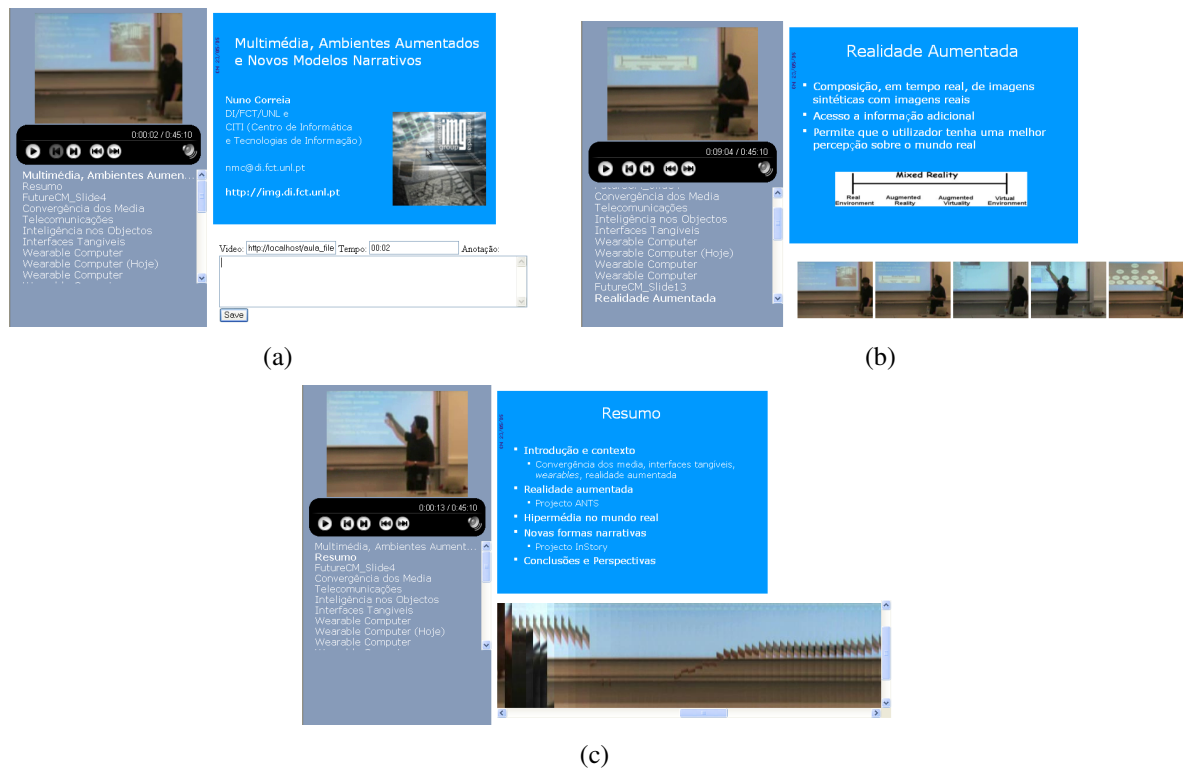 Multimédia, Ambientes Aumentados
e Novos Modelos Narrativos
Nuno Correia
DI/FCT/UNL e
CITI (Centro de Informática
e Tecnologias de Informação)
nmc@di.fct.unl.pt
http://img.di.fct.unl.pt
img
0:00:02 / 0:45:10
Multimédia, Ambientes Aumen...
Resumo
FutureCM_Slide4
Convergência dos Media
Telecomunicações
Inteligência nos Objectos
Interfaces Tangíveis
Wearable Computer
Wearable Computer (Hoje)
Wearable Computer
Video: http://localhost/aula_file Tempo: 00:02 Anotação:
Save
(a)
Realidade Aumentada
Composição, em tempo real, de imagens
sintéticas com imagens reais
Acesso a informação adicional
Permite que o utilizador tenha uma melhor
percepção sobre o mundo real
Mixed Reality
Real Environment
Augmented Reality
Augmented Virtuality
Virtual Environment
0:09:04 / 0:45:10
FutureCM_Slide4
Convergência dos Media
Telecomunicações
Inteligência nos Objectos
Interfaces Tangíveis
Wearable Computer
Wearable Computer (Hoje)
Wearable Computer
Wearable Computer
FutureCM_Slide13
Realidade Aumentada
(b)
Resumo
Introdução e contexto
Convergência dos media, interfaces tangíveis,
wearables, realidade aumentada
Realidade aumentada
Projecto ANTS
Hipermédia no mundo real
Novas formas narrativas
Projecto InStory
Conclusões e Perspectivas
0:00:13 / 0:45:10
Multimédia, Ambientes Aument...
Resumo
FutureCM_Slide4
Convergência dos Media
Telecomunicações
Inteligência nos Objectos
Interfaces Tangíveis
Wearable Computer
Wearable Computer (Hoje)
Wearable Computer
(c)